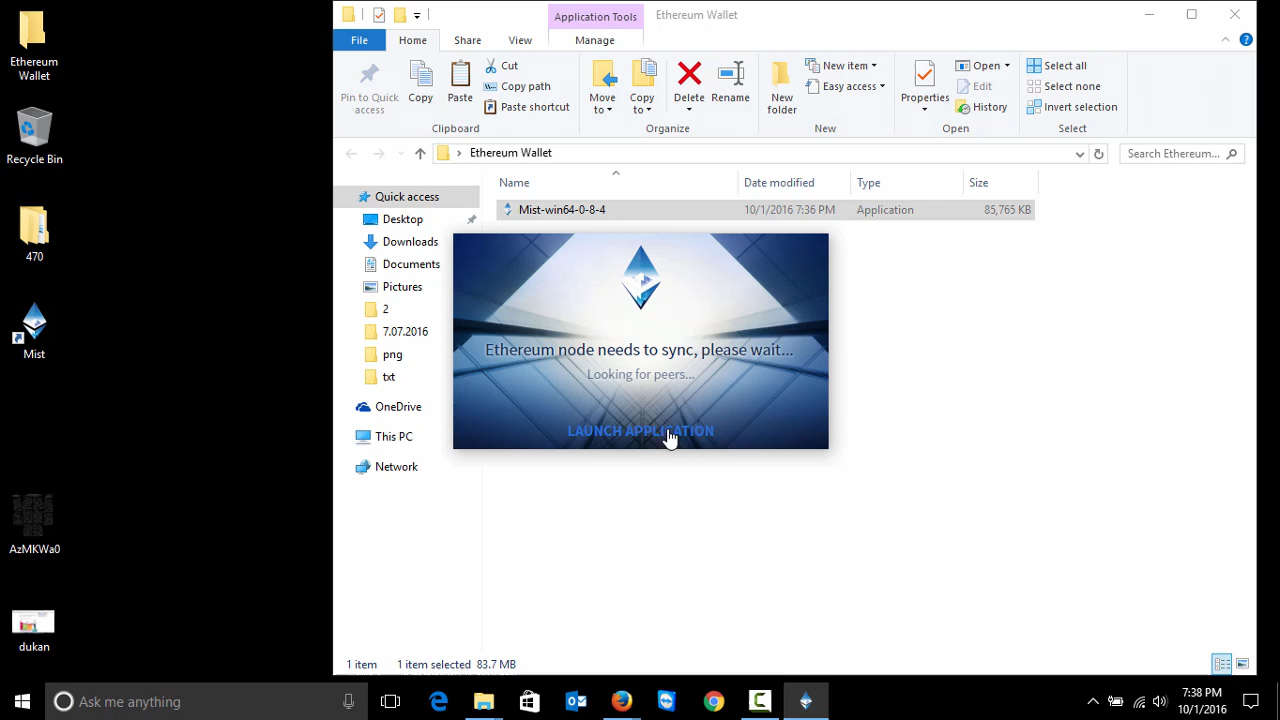 Ethereum
Wallet
Recycle Bin
470
Mist
AzMKWa0
dukan
Application Tools
Ethereum Wallet
File
Home
Share
View
Manage
Pin to Quick
access
Copy
Paste
Cut
Copy path
Paste shortcut
Clipboard
Move
to
Copy
to
Delete
Rename
Organize
New
folder
New item
Easy access
New
Properties
Open
Edit
History
Open
Select all
Select none
Invert selection
Select
Ethereum Wallet
Search Ethereum...
Quick access
Desktop
Downloads
Documents
Pictures
2
7.07.2016
png
txt
OneDrive
This PC
Network
Name
Date modified
Type
Size
Mist-win64-0-8-4
10/1/2016 7:36 PM
Application
85,765 KB
Ethereum node needs to sync, please wait...
Looking for peers...
LAUNCH APPLICATION
1 item
1 item selected 83.7 MB
Ask me anything
7:38 PM
10/1/2016